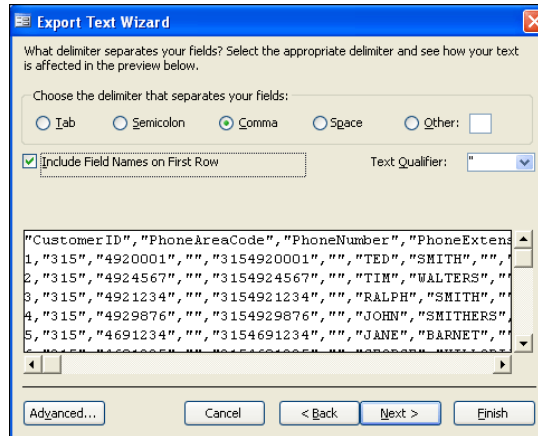 Export Text Wizard
What delimiter separates your fields? Select the appropriate delimiter and see how your text
is affected in the preview below.
Choose the delimiter that separates your fields:
Tab Semicolon Comma Space Other:
Include Field Names on First Row Text Qualifier: "
"CustomerID","PhoneAreaCode","PhoneNumber","PhoneExtens
1,"315","4920001","","3154920001","","TED","SMITH","",
2,"315","4924567","","3154924567","","TIM","WALTERS","
3,"315","4921234","","3154921234","","RALPH","SMITH","
4,"315","4929876","","3154929876","","JOHN","SMITHERS",
5,"315","4691234","","3154691234","","JANE","BARNET","
Advanced... Cancel < Back Next > Finish